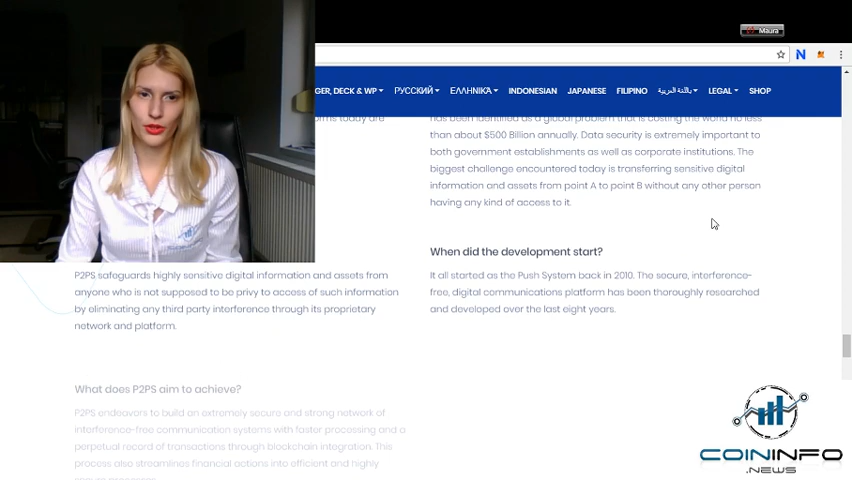 Maura
GER, DECK & WP РУССКИЙ ΕΛΛΗΝΙΚΆ INDONESIAN JAPANESE FILIPINO باللغة العربية LEGAL SHOP
orms today are
has been identified as a global problem that is costing the world no less
than about $500 Billion annually. Data security is extremely important to
both government establishments as well as corporate institutions. The
biggest challenge encountered today is transferring sensitive digital
information and assets from point A to point B without any other person
having any kind of access to it.
P2PS safeguards highly sensitive digital information and assets from
anyone who is not supposed to be privy to access of such information
by eliminating any third party interference through its proprietary
network and platform.
When did the development start?
It all started as the Push System back in 2010. The secure, interference-
free, digital communications platform has been thoroughly researched
and developed over the last eight years.
What does P2PS aim to achieve?
P2PS endeavors to build an extremely secure and strong network of
interference-free communication systems with faster processing and a
perpetual record of transactions through blockchain integration. This
process also streamlines financial actions into efficient and highly
COININFO
.NEWS